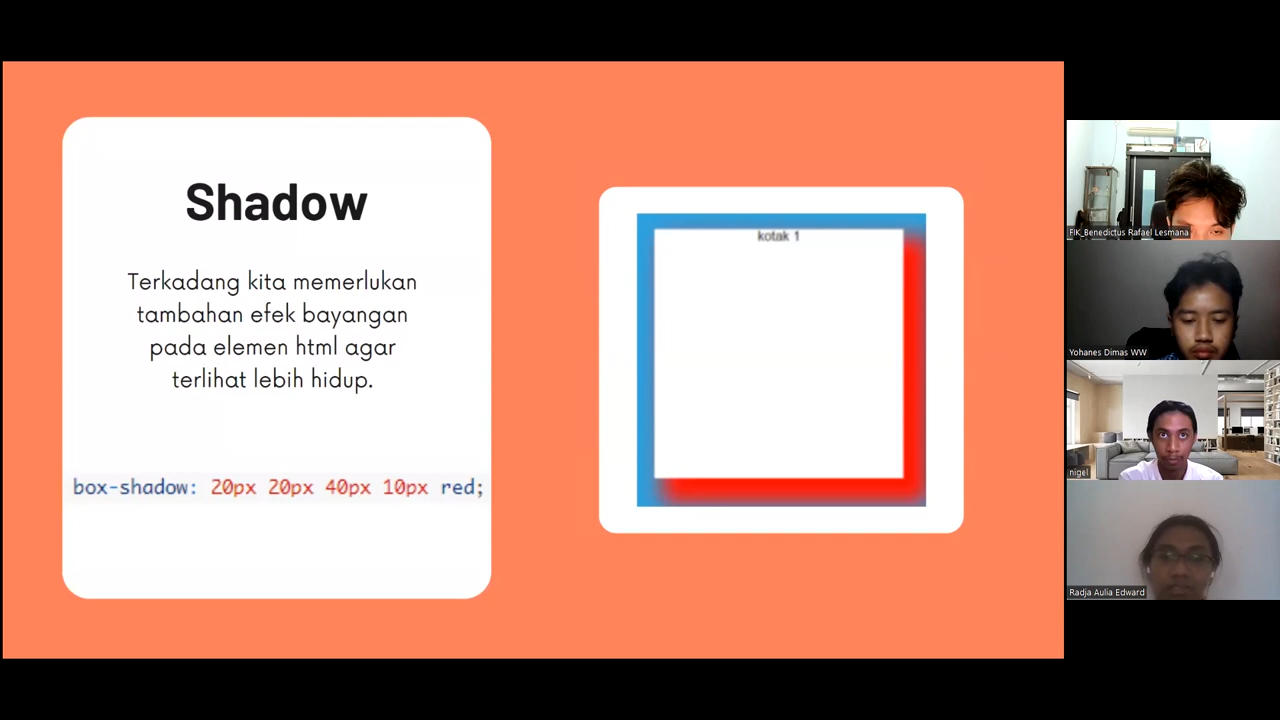 Shadow
Terkadang kita memerlukan
tambahan efek bayangan
pada elemen html agar
terlihat lebih hidup.
box-shadow: 20px 20px 40px 10px red;
kotak 1
FIK_Benedictus Rafael Lesmana
Yohanes Dimas WW
nigel
Radja Aulia Edward